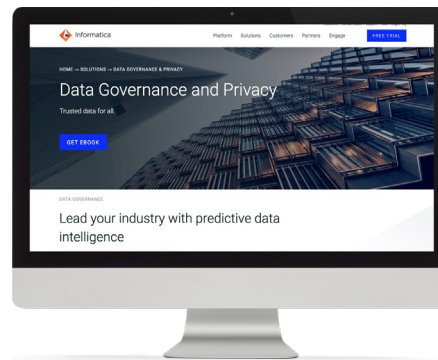 Informatica
Platform Solutions Customers Partners Engage FREE TRIAL
HOME → SOLUTIONS → DATA GOVERNANCE & PRIVACY
Data Governance and Privacy
Trusted data for all.
GET EBOOK
DATA GOVERNANCE
Lead your industry with predictive data
intelligence